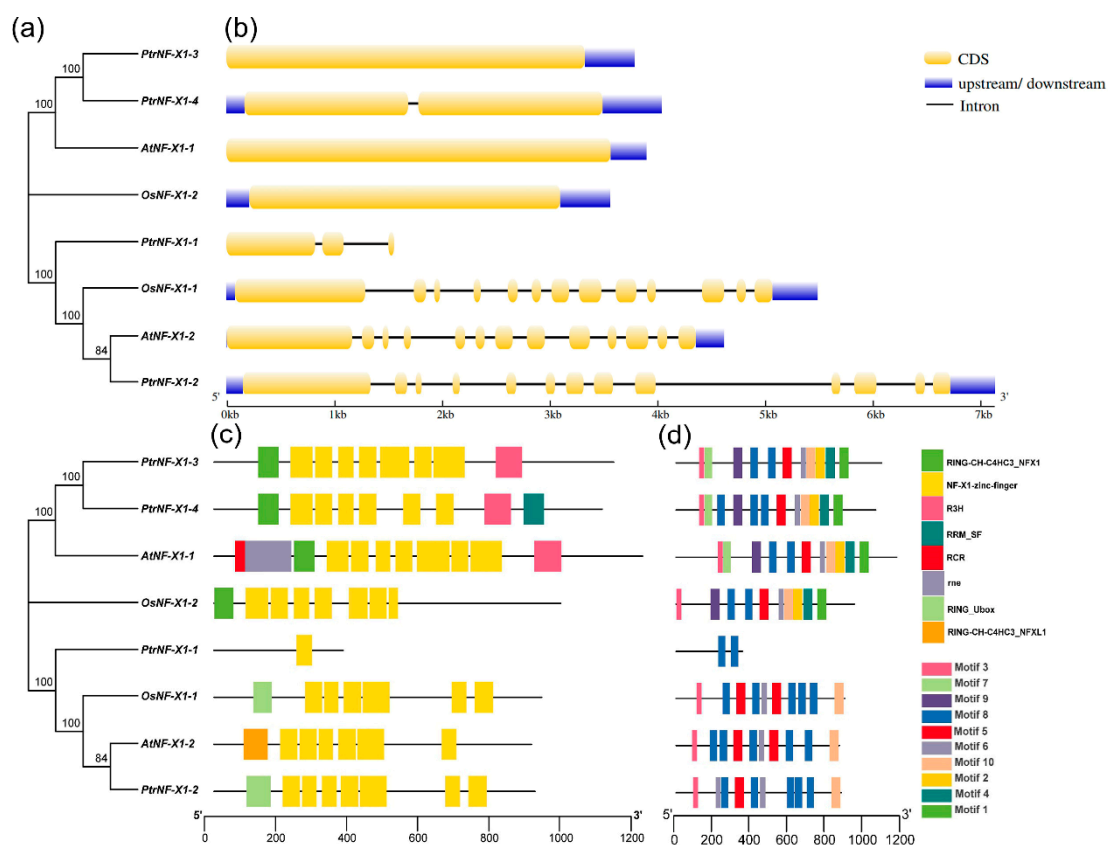 (a)
(b)
100
PtrNF-X1-3
CDS
100
PtrNF-X1-4
upstream/ downstream
Intron
AtNF-X1-1
OsNF-X1-2
PtrNF-X1-1
100
OsNF-X1-1
100
AtNF-X1-2
84
PtrNF-X1-2
5'
3'
0kb 1kb 2kb 3kb 4kb 5kb 6kb 7kb
(c)
(d)
100
PtrNF-X1-3
100
PtrNF-X1-4
AtNF-X1-1
OsNF-X1-2
PtrNF-X1-1
100
OsNF-X1-1
100
AtNF-X1-2
84
PtrNF-X1-2
5'
3'
0 200 400 600 800 1000 1200
5'
3'
0 200 400 600 800 1000 1200
RING-CH-C4HC3_NFX1
NF-X1-zinc-finger
R3H
RRM_SF
RCR
rne
RING_Ubox
RING-CH-C4HC3_NFXL1
Motif 3
Motif 7
Motif 9
Motif 8
Motif 5
Motif 6
Motif 10
Motif 2
Motif 4
Motif 1